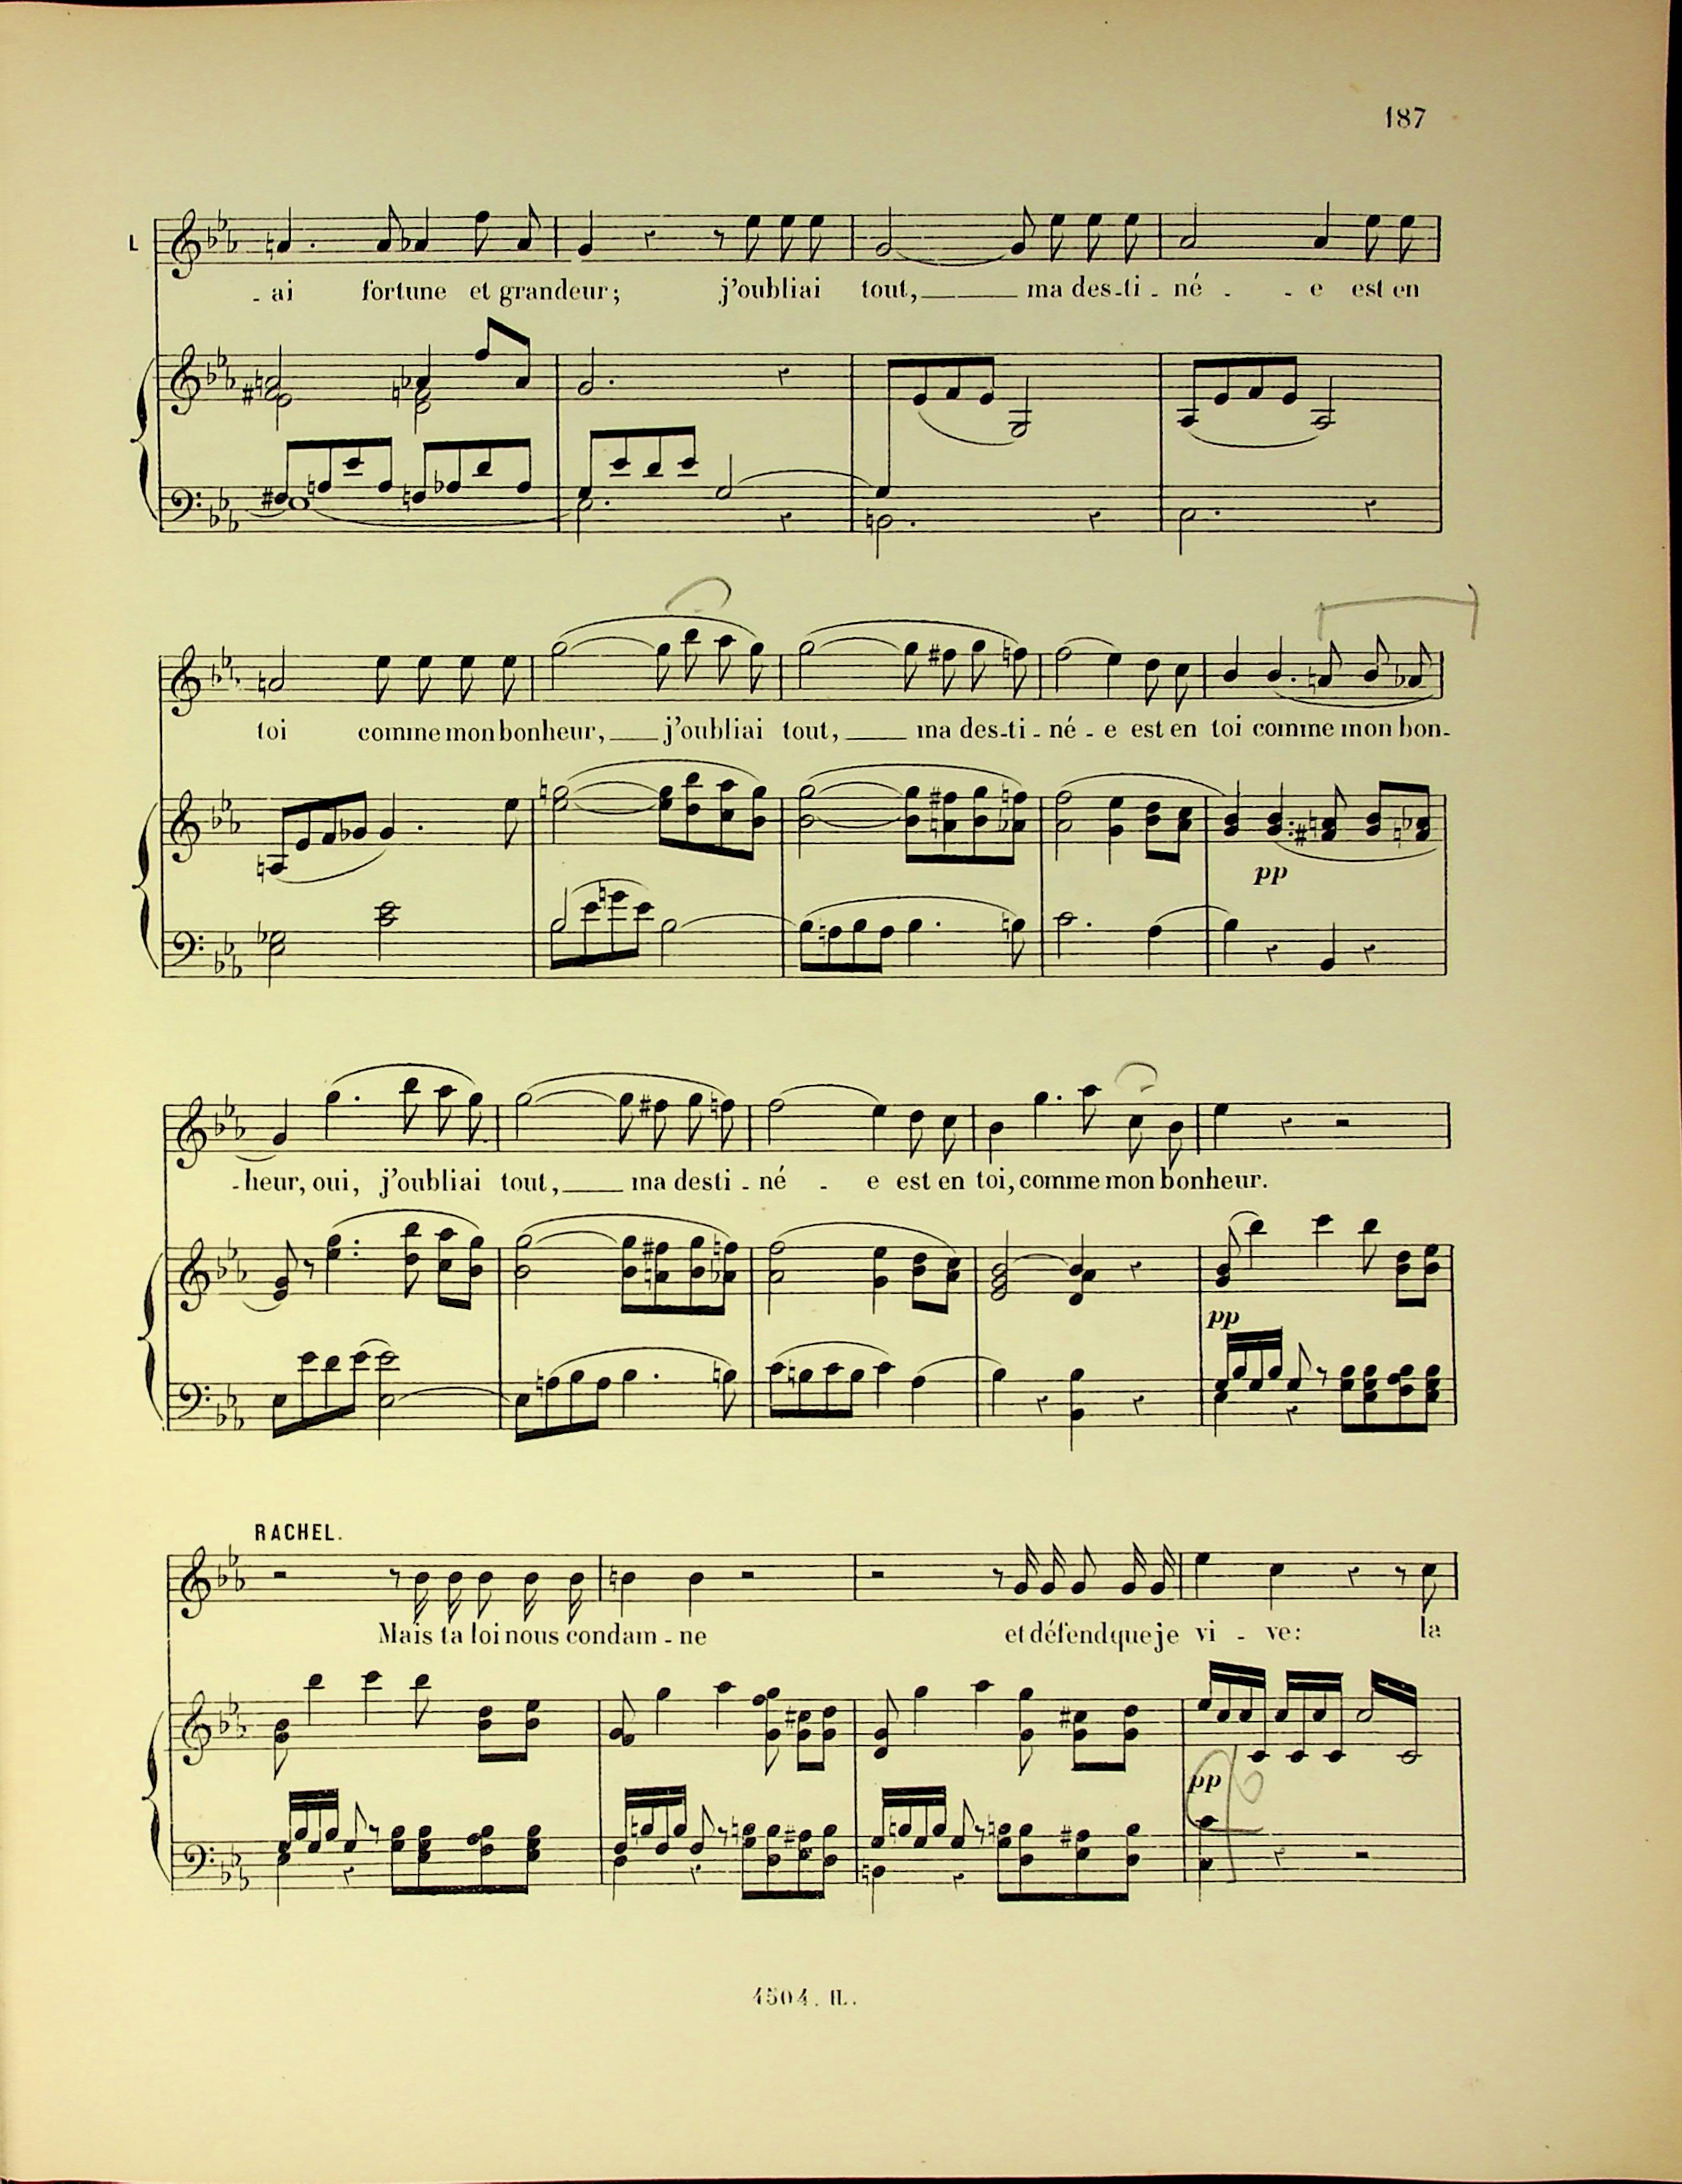 187
L
- ai fortune et grandeur; j'oubliai tout, ma des-ti - né - - e est en
toi comme mon bonheur, j'oubliai tout, ma des-ti - né - e est en toi comme mon bon-
pp
-heur, oui, j'oubliai tout, ma desti - né - e est en toi, comme mon bonheur.
pp
RACHEL.
Mais ta loi nous condam - ne et défend que je vi - ve: la
pp
4504. H.